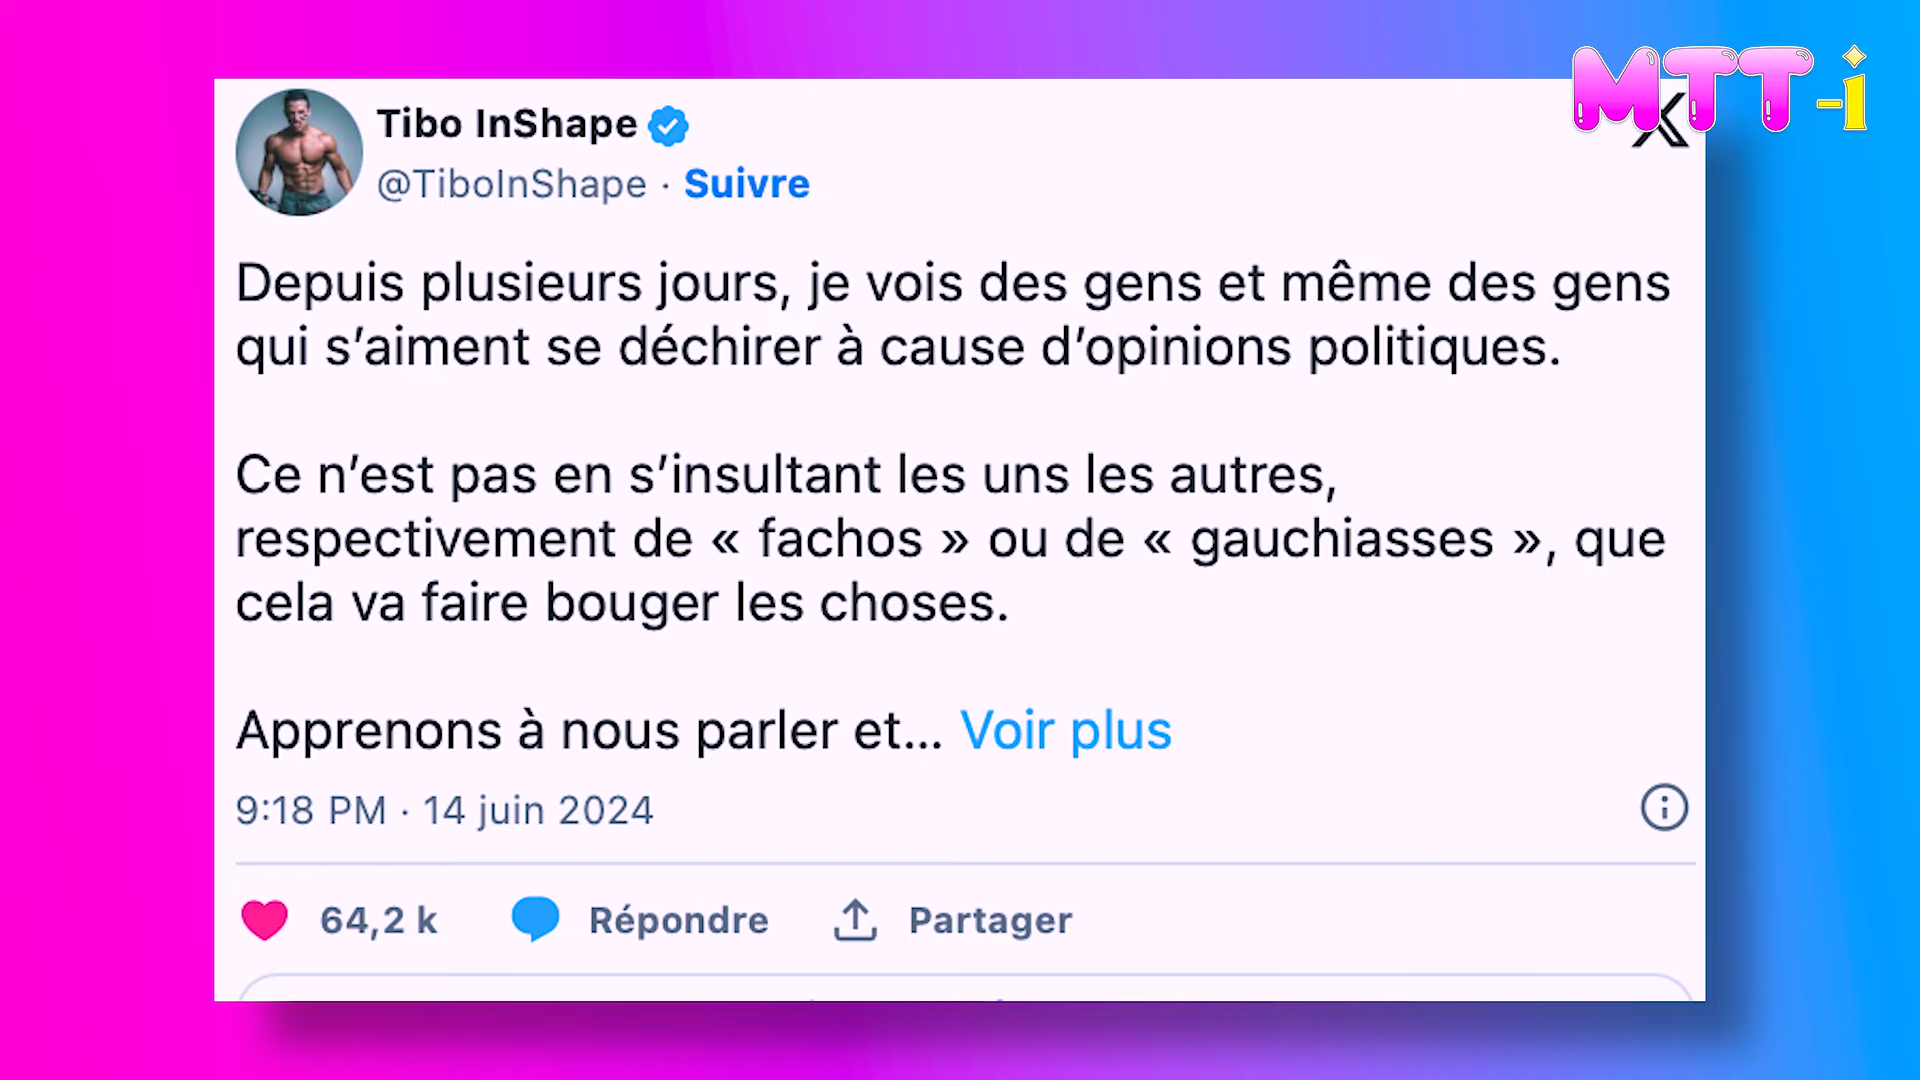 MTT-i
Tibo InShape
@TiboInShape · Suivre
Depuis plusieurs jours, je vois des gens et même des gens
qui s’aiment se déchirer à cause d’opinions politiques.
Ce n’est pas en s’insultant les uns les autres,
respectivement de « fachos » ou de « gauchiasses », que
cela va faire bouger les choses.
Apprenons à nous parler et... Voir plus
9:18 PM · 14 juin 2024
64,2 k Répondre Partager